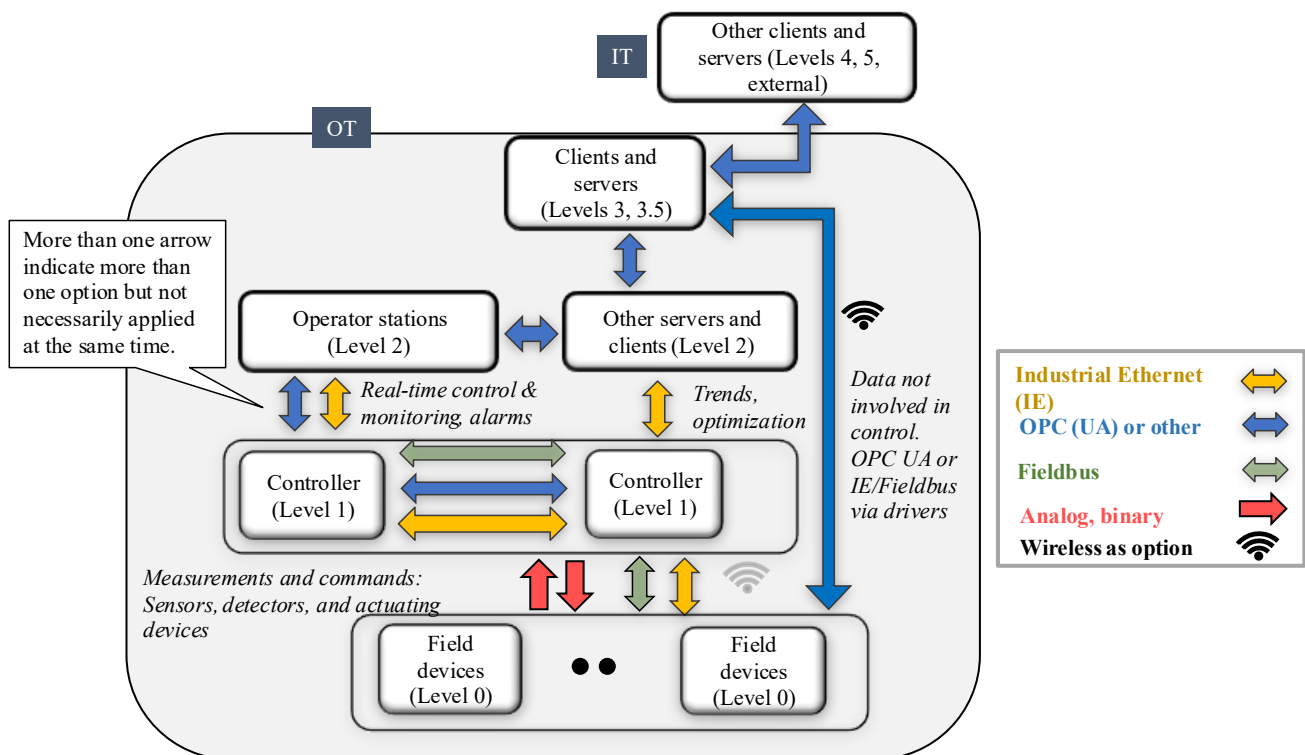 IT
Other clients and
servers (Levels 4, 5,
external)
OT
Clients and
servers
(Levels 3, 3.5)
More than one arrow
indicate more than
one option but not
necessarily applied
at the same time.
Operator stations
(Level 2)
Other servers and
clients (Level 2)
Real-time control &
monitoring, alarms
Trends,
optimization
Data not
involved in
control.
OPC UA or
IE/Fieldbus
via drivers
Industrial Ethernet
(IE)
OPC (UA) or other
Fieldbus
Analog, binary
Wireless as option
Controller
(Level 1)
Controller
(Level 1)
Measurements and commands:
Sensors, detectors, and actuating
devices
Field
devices
(Level 0)
Field
devices
(Level 0)